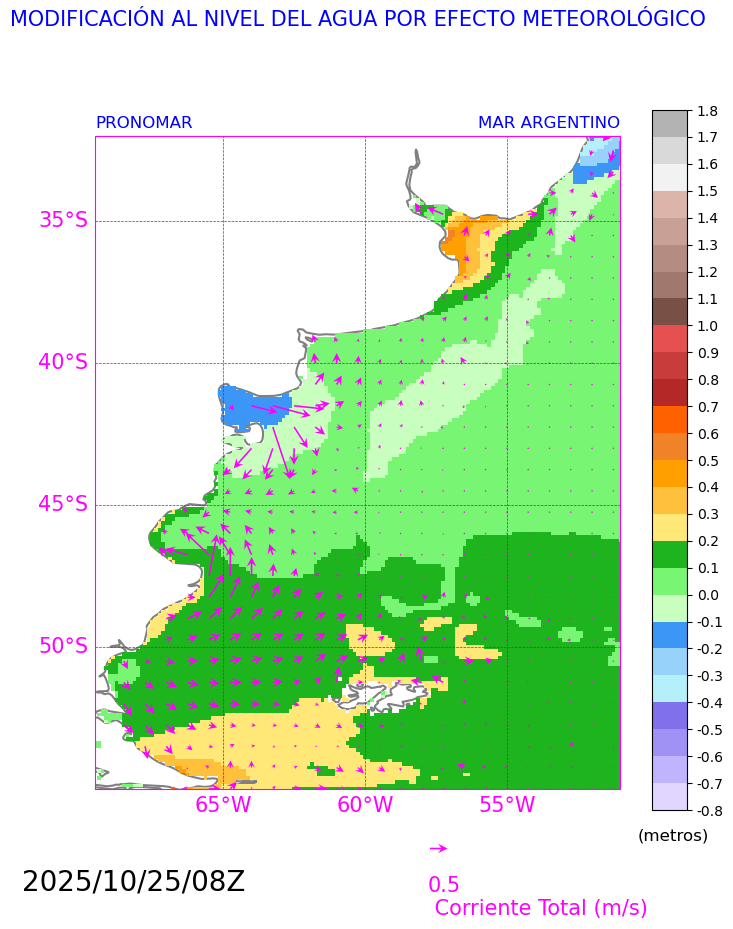 MODIFICACIÓN AL NIVEL DEL AGUA POR EFECTO METEOROLÓGICO
PRONOMAR MAR ARGENTINO
1.8
1.7
1.6
1.5
1.4
1.3
1.2
1.1
1.0
0.9
0.8
0.7
0.6
0.5
0.4
0.3
0.2
0.1
0.0
-0.1
-0.2
-0.3
-0.4
-0.5
-0.6
-0.7
-0.8
(metros)
35°S
40°S
45°S
50°S
65°W 60°W 55°W
2025/10/25/08Z
0.5
Corriente Total (m/s)